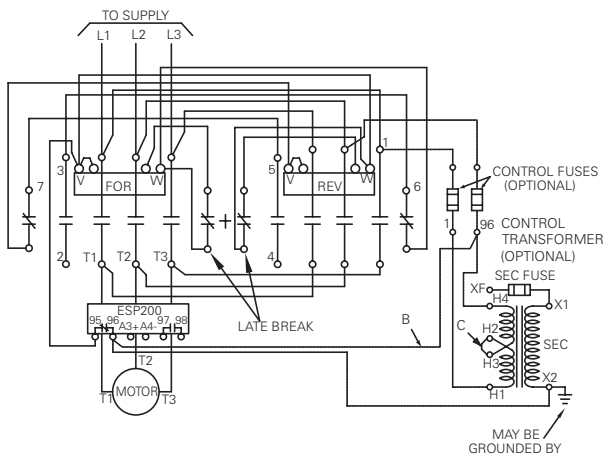 TO SUPPLY
L1 L2 L3
1
3 5
V FOR W V REV W
7 6
CONTROL FUSES
(OPTIONAL)
+
1 96
CONTROL
TRANSFORMER
(OPTIONAL)
2 T1 T2 T3 4
SEC FUSE
XF
H4 X1
ESP200
95 96 A3+ A4- 97 98
LATE BREAK
B
C H2
SEC
H3
T2
X2
H1
MOTOR
T1 T3
MAY BE
GROUNDED BY